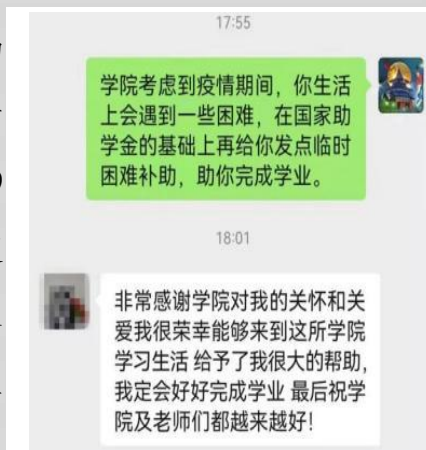 17:55
学院考虑到疫情期间，你生活
上会遇到一些困难，在国家助
学金的基础上再给你发点临时
困难补助，助你完成学业。
18:01
非常感谢学院对我的关怀和关
爱我很荣幸能够来到这所学院
学习生活 给予了我很大的帮助，
我定会好好完成学业 最后祝学
院及老师们都越来越好！